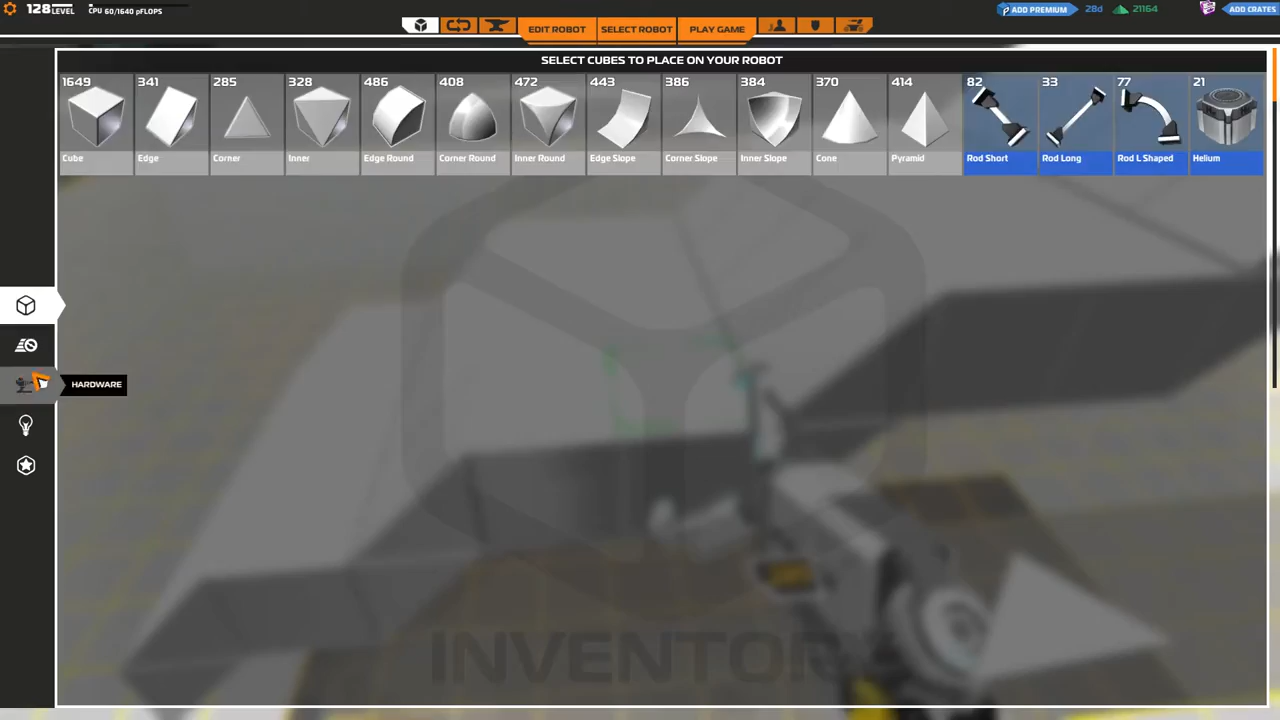 128LEVEL CPU 60/1640 pFLOPS
EDIT ROBOT SELECT ROBOT PLAY GAME
ADD PREMIUM 28d 21164 ADD CRATES
SELECT CUBES TO PLACE ON YOUR ROBOT
1649 341 285 328 486 408 472 443 386 384 370 414 82 33 77 21
Cube Edge Corner Inner Edge Round Corner Round Inner Round Edge Slope Corner Slope Inner Slope Cone Pyramid Rod Short Rod Long Rod L Shaped Helium
HARDWARE
INVENTORY